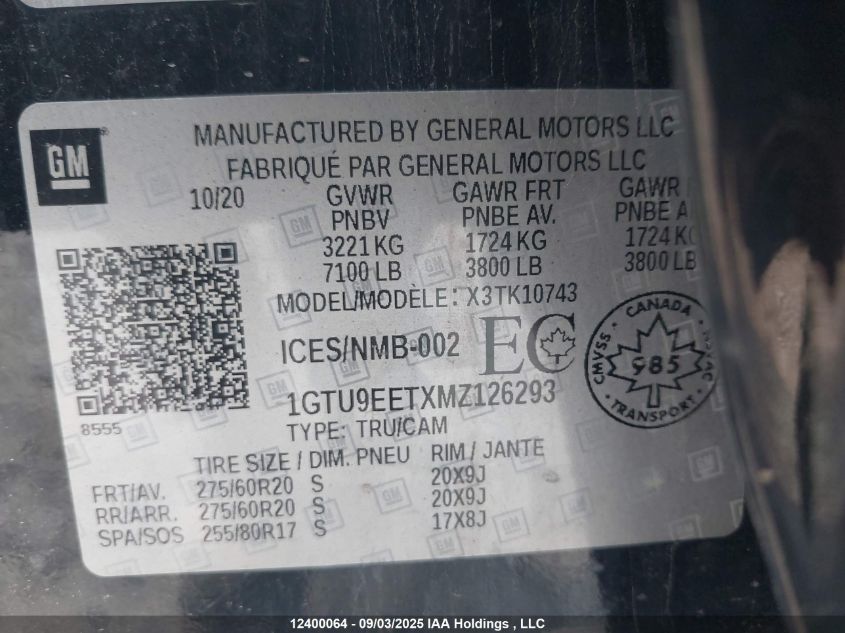 GM
MANUFACTURED BY GENERAL MOTORS LLC
FABRIQUÉ PAR GENERAL MOTORS LLC
10/20 GVWR GAWR FRT GAWR
PNBV PNBE AV. PNBE A
3221 KG 1724 KG 1724 K
7100 LB 3800 LB 3800 LB
MODEL/MODÈLE: X3TK10743
ICES/NMB-002 EC
CANADA
CMVSS
985
TRANSPORT
1GTU9EETXMZ126293
8555
TYPE: TRU/CAM
TIRE SIZE / DIM. PNEU RIM / JANTE
FRT/AV. 275/60R20 S 20X9J
RR/ARR. 275/60R20 S 20X9J
SPA/SOS 255/80R17 S 17X8J
12400064 - 09/03/2025 IAA Holdings , LLC